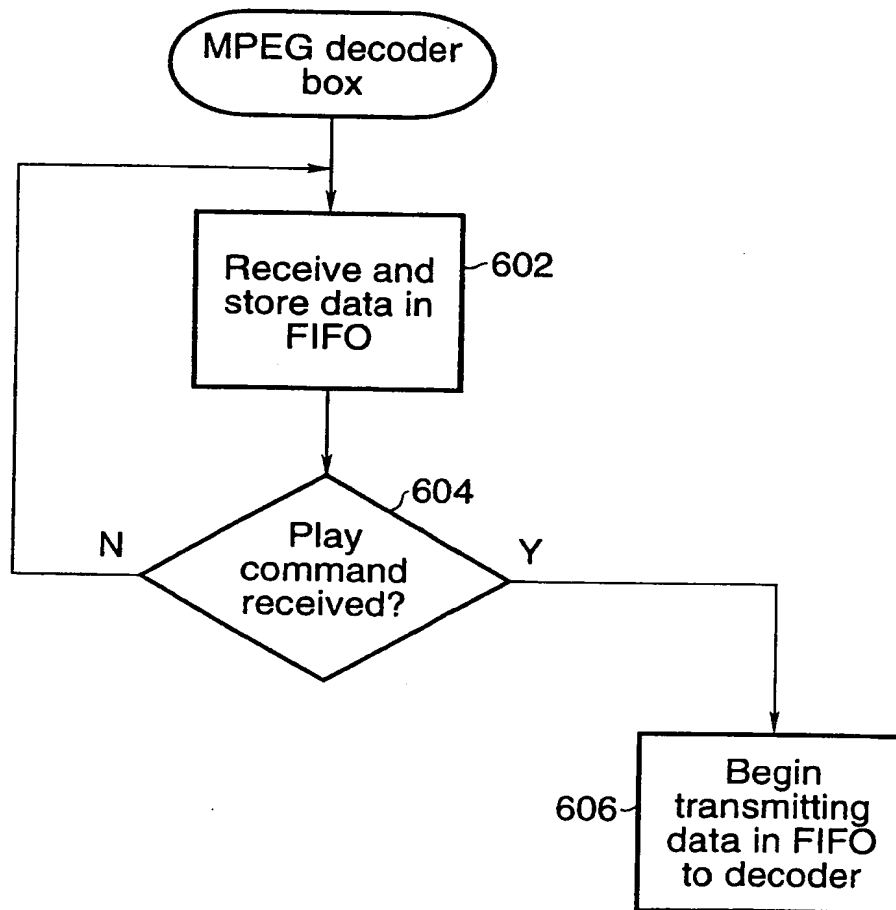 MPEG decoder
box
Receive and
store data in
FIFO
602
604
Play
command
received?
N
Y
Begin
transmitting
data in FIFO
to decoder
606